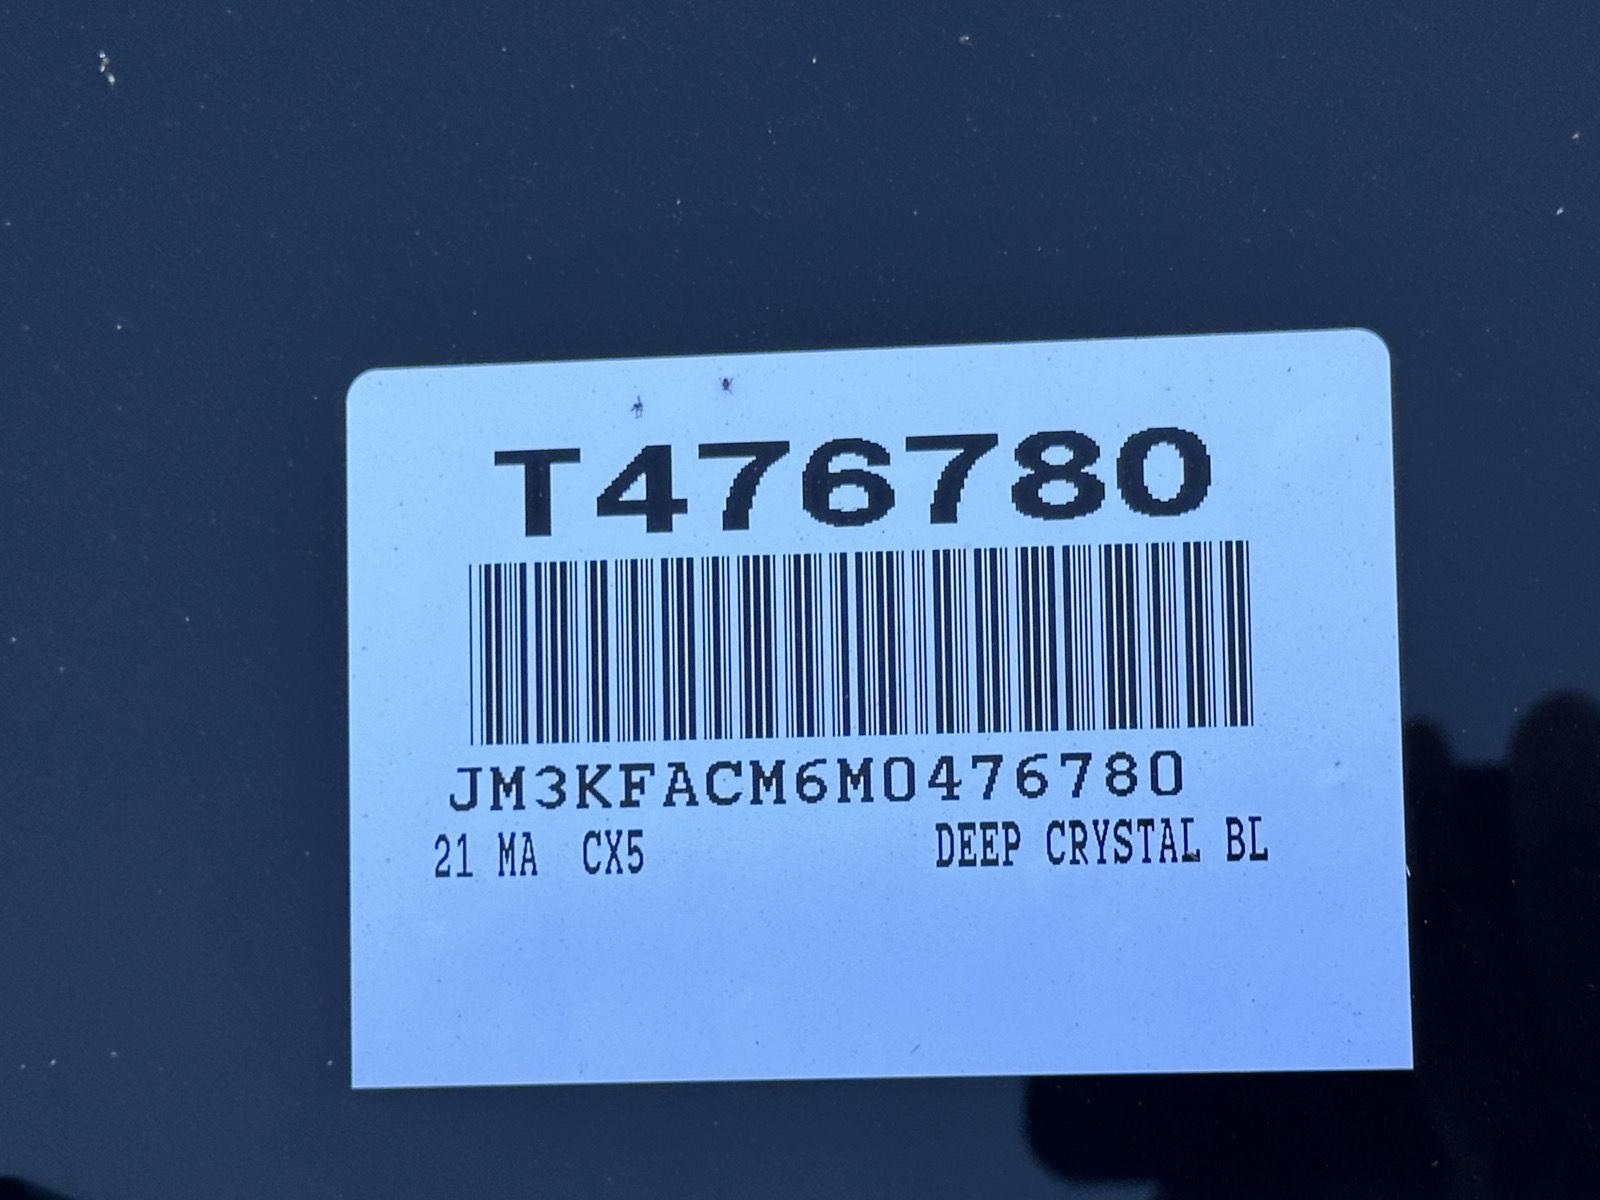 T476780
JM3KFACM6M0476780
21 MA CX5 DEEP CRYSTAL BL